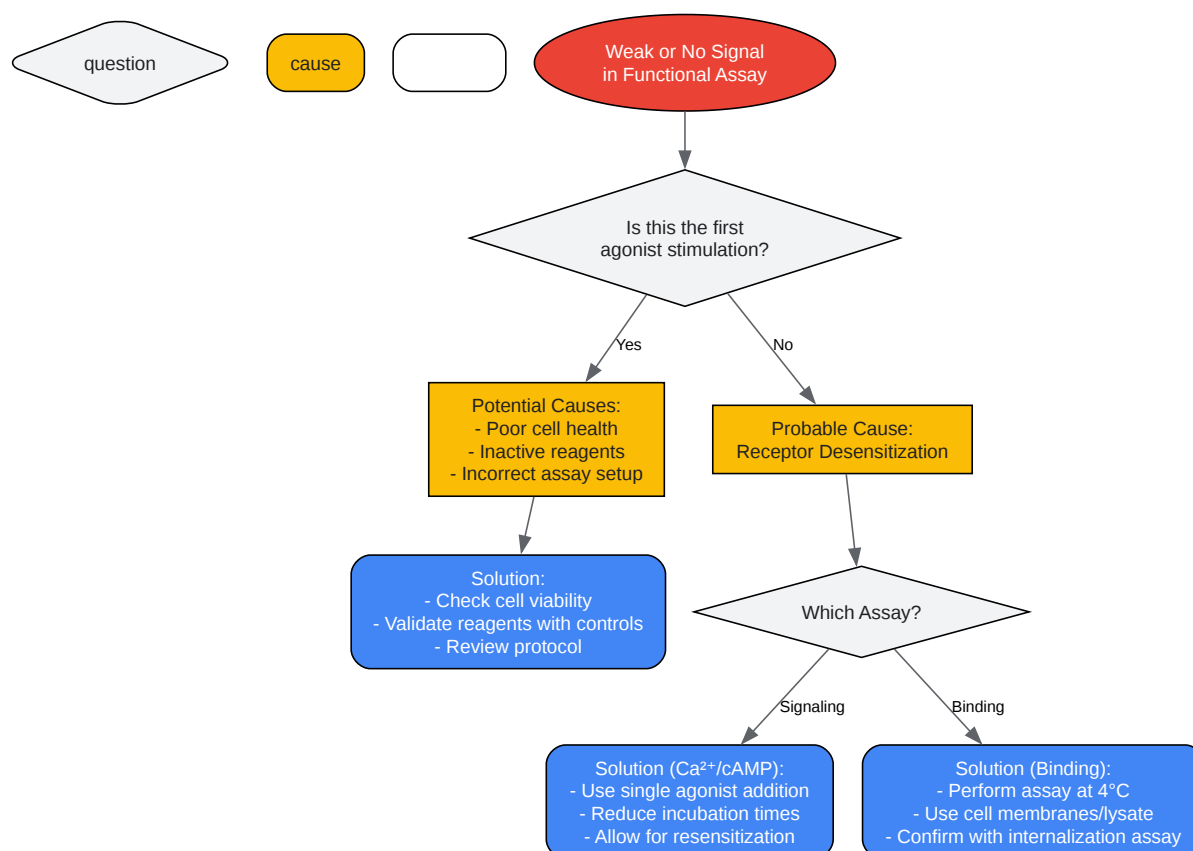 question
cause
Weak or No Signal
in Functional Assay
Is this the first
agonist stimulation?
Yes
No
Potential Causes:
- Poor cell health
- Inactive reagents
- Incorrect assay setup
Probable Cause:
Receptor Desensitization
Solution:
- Check cell viability
- Validate reagents with controls
- Review protocol
Which Assay?
Signaling
Binding
Solution (Ca²⁺/cAMP):
- Use single agonist addition
- Reduce incubation times
- Allow for resensitization
Solution (Binding):
- Perform assay at 4°C
- Use cell membranes/lysate
- Confirm with internalization assay